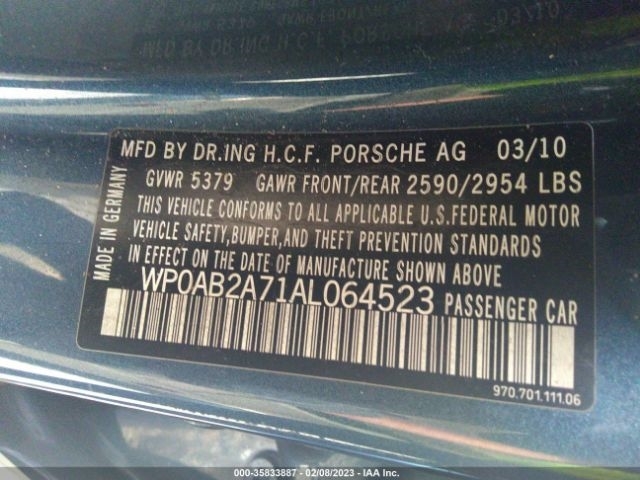 MFD BY DR.ING H.C.F. PORSCHE AG 03/10
GVWR 5379 GAWR FRONT/REAR 2590/2954 LBS
THIS VEHICLE CONFORMS TO ALL APPLICABLE U.S.FEDERAL MOTOR
VEHICLE SAFETY,BUMPER,AND THEFT PREVENTION STANDARDS
IN EFFECT ON THE DATE OF MANUFACTURE SHOWN ABOVE
WP0AB2A71AL064523 PASSENGER CAR
MADE IN GERMANY
970.701.111.06
000-35833887 - 02/08/2023 - IAA Inc.